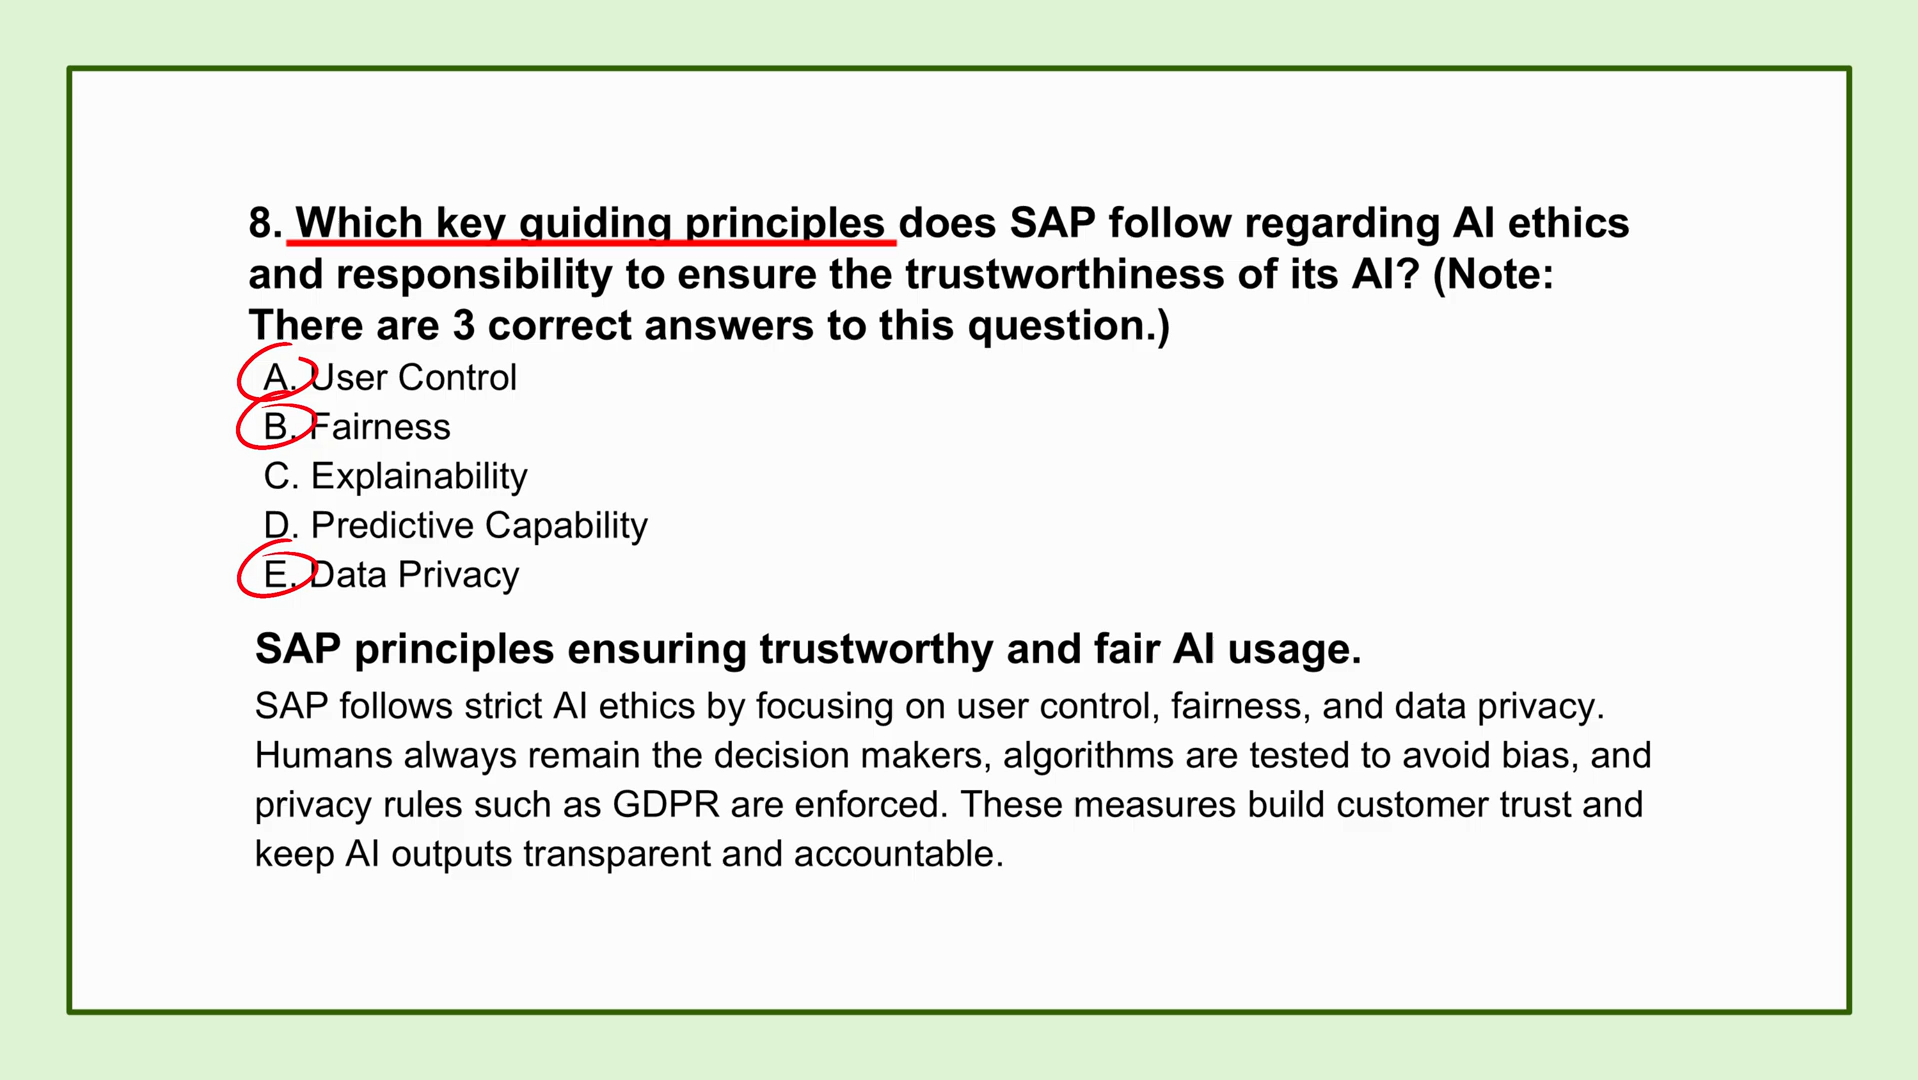 8. Which key guiding principles does SAP follow regarding AI ethics
and responsibility to ensure the trustworthiness of its AI? (Note:
There are 3 correct answers to this question.)
A. User Control
B. Fairness
C. Explainability
D. Predictive Capability
E. Data Privacy
SAP principles ensuring trustworthy and fair AI usage.
SAP follows strict AI ethics by focusing on user control, fairness, and data privacy.
Humans always remain the decision makers, algorithms are tested to avoid bias, and
privacy rules such as GDPR are enforced. These measures build customer trust and
keep AI outputs transparent and accountable.